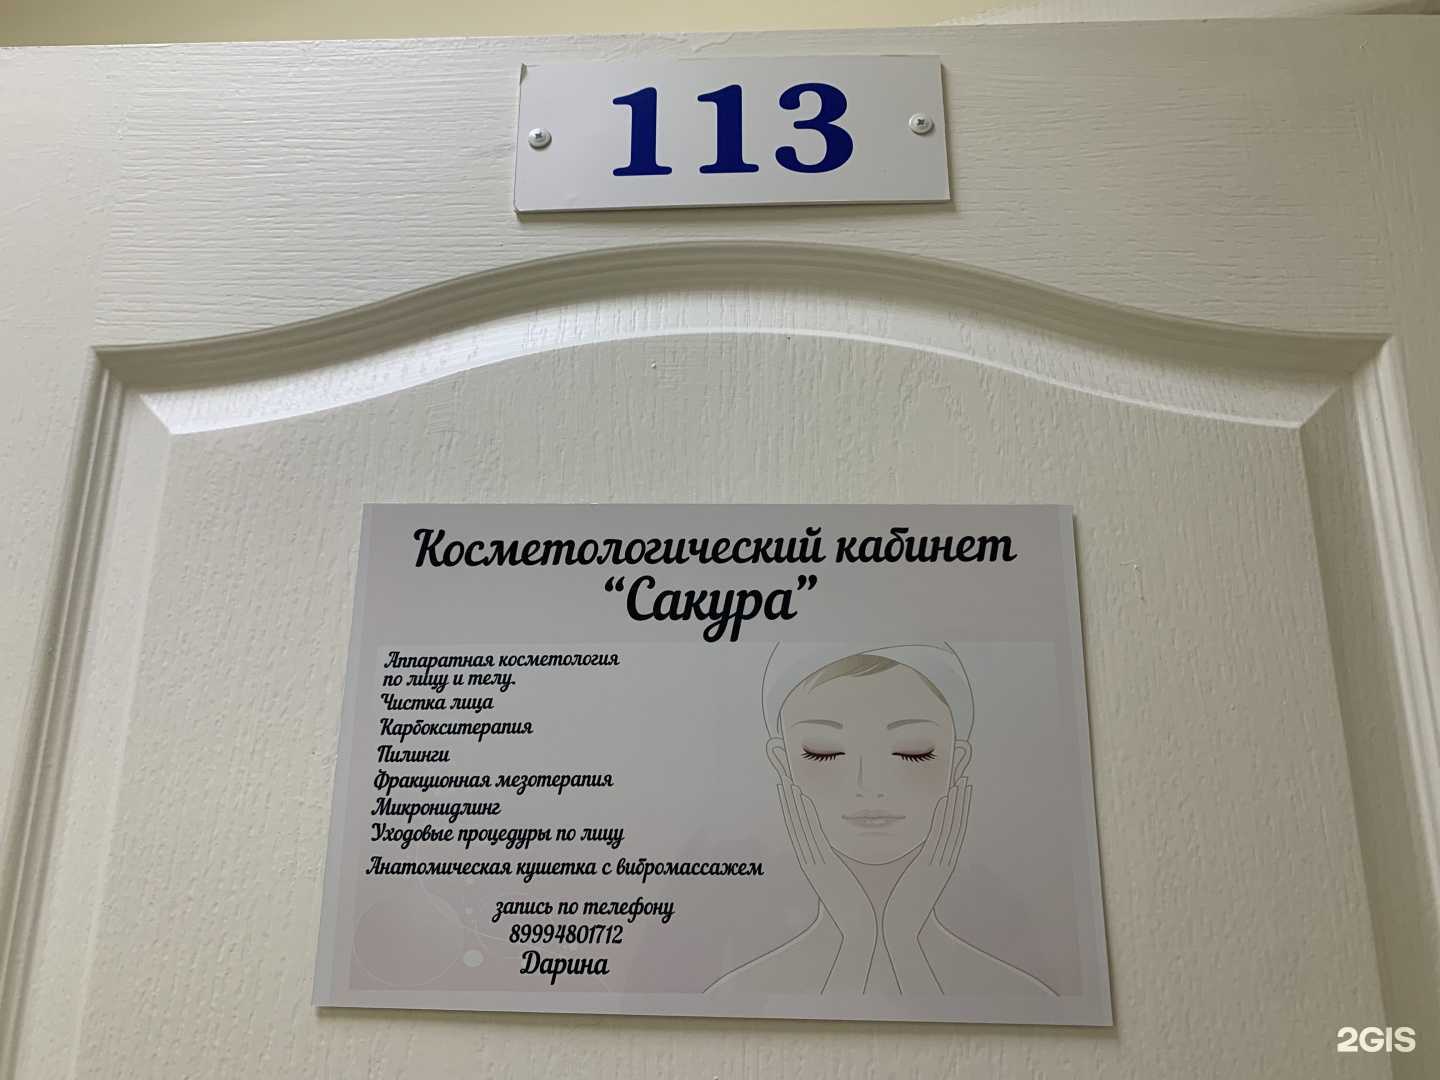 113
Косметологический кабинет
“Сакура”
Аппаратная косметология
по лицу и телу.
Чистка лица
Карбокситерапия
Пилинги
Фракционная мезотерапия
Микронидлинг
Уходовые процедуры по лицу
Анатомическая кушетка с вибромассажем
запись по телефону
89994801712
Дарина
2GIS